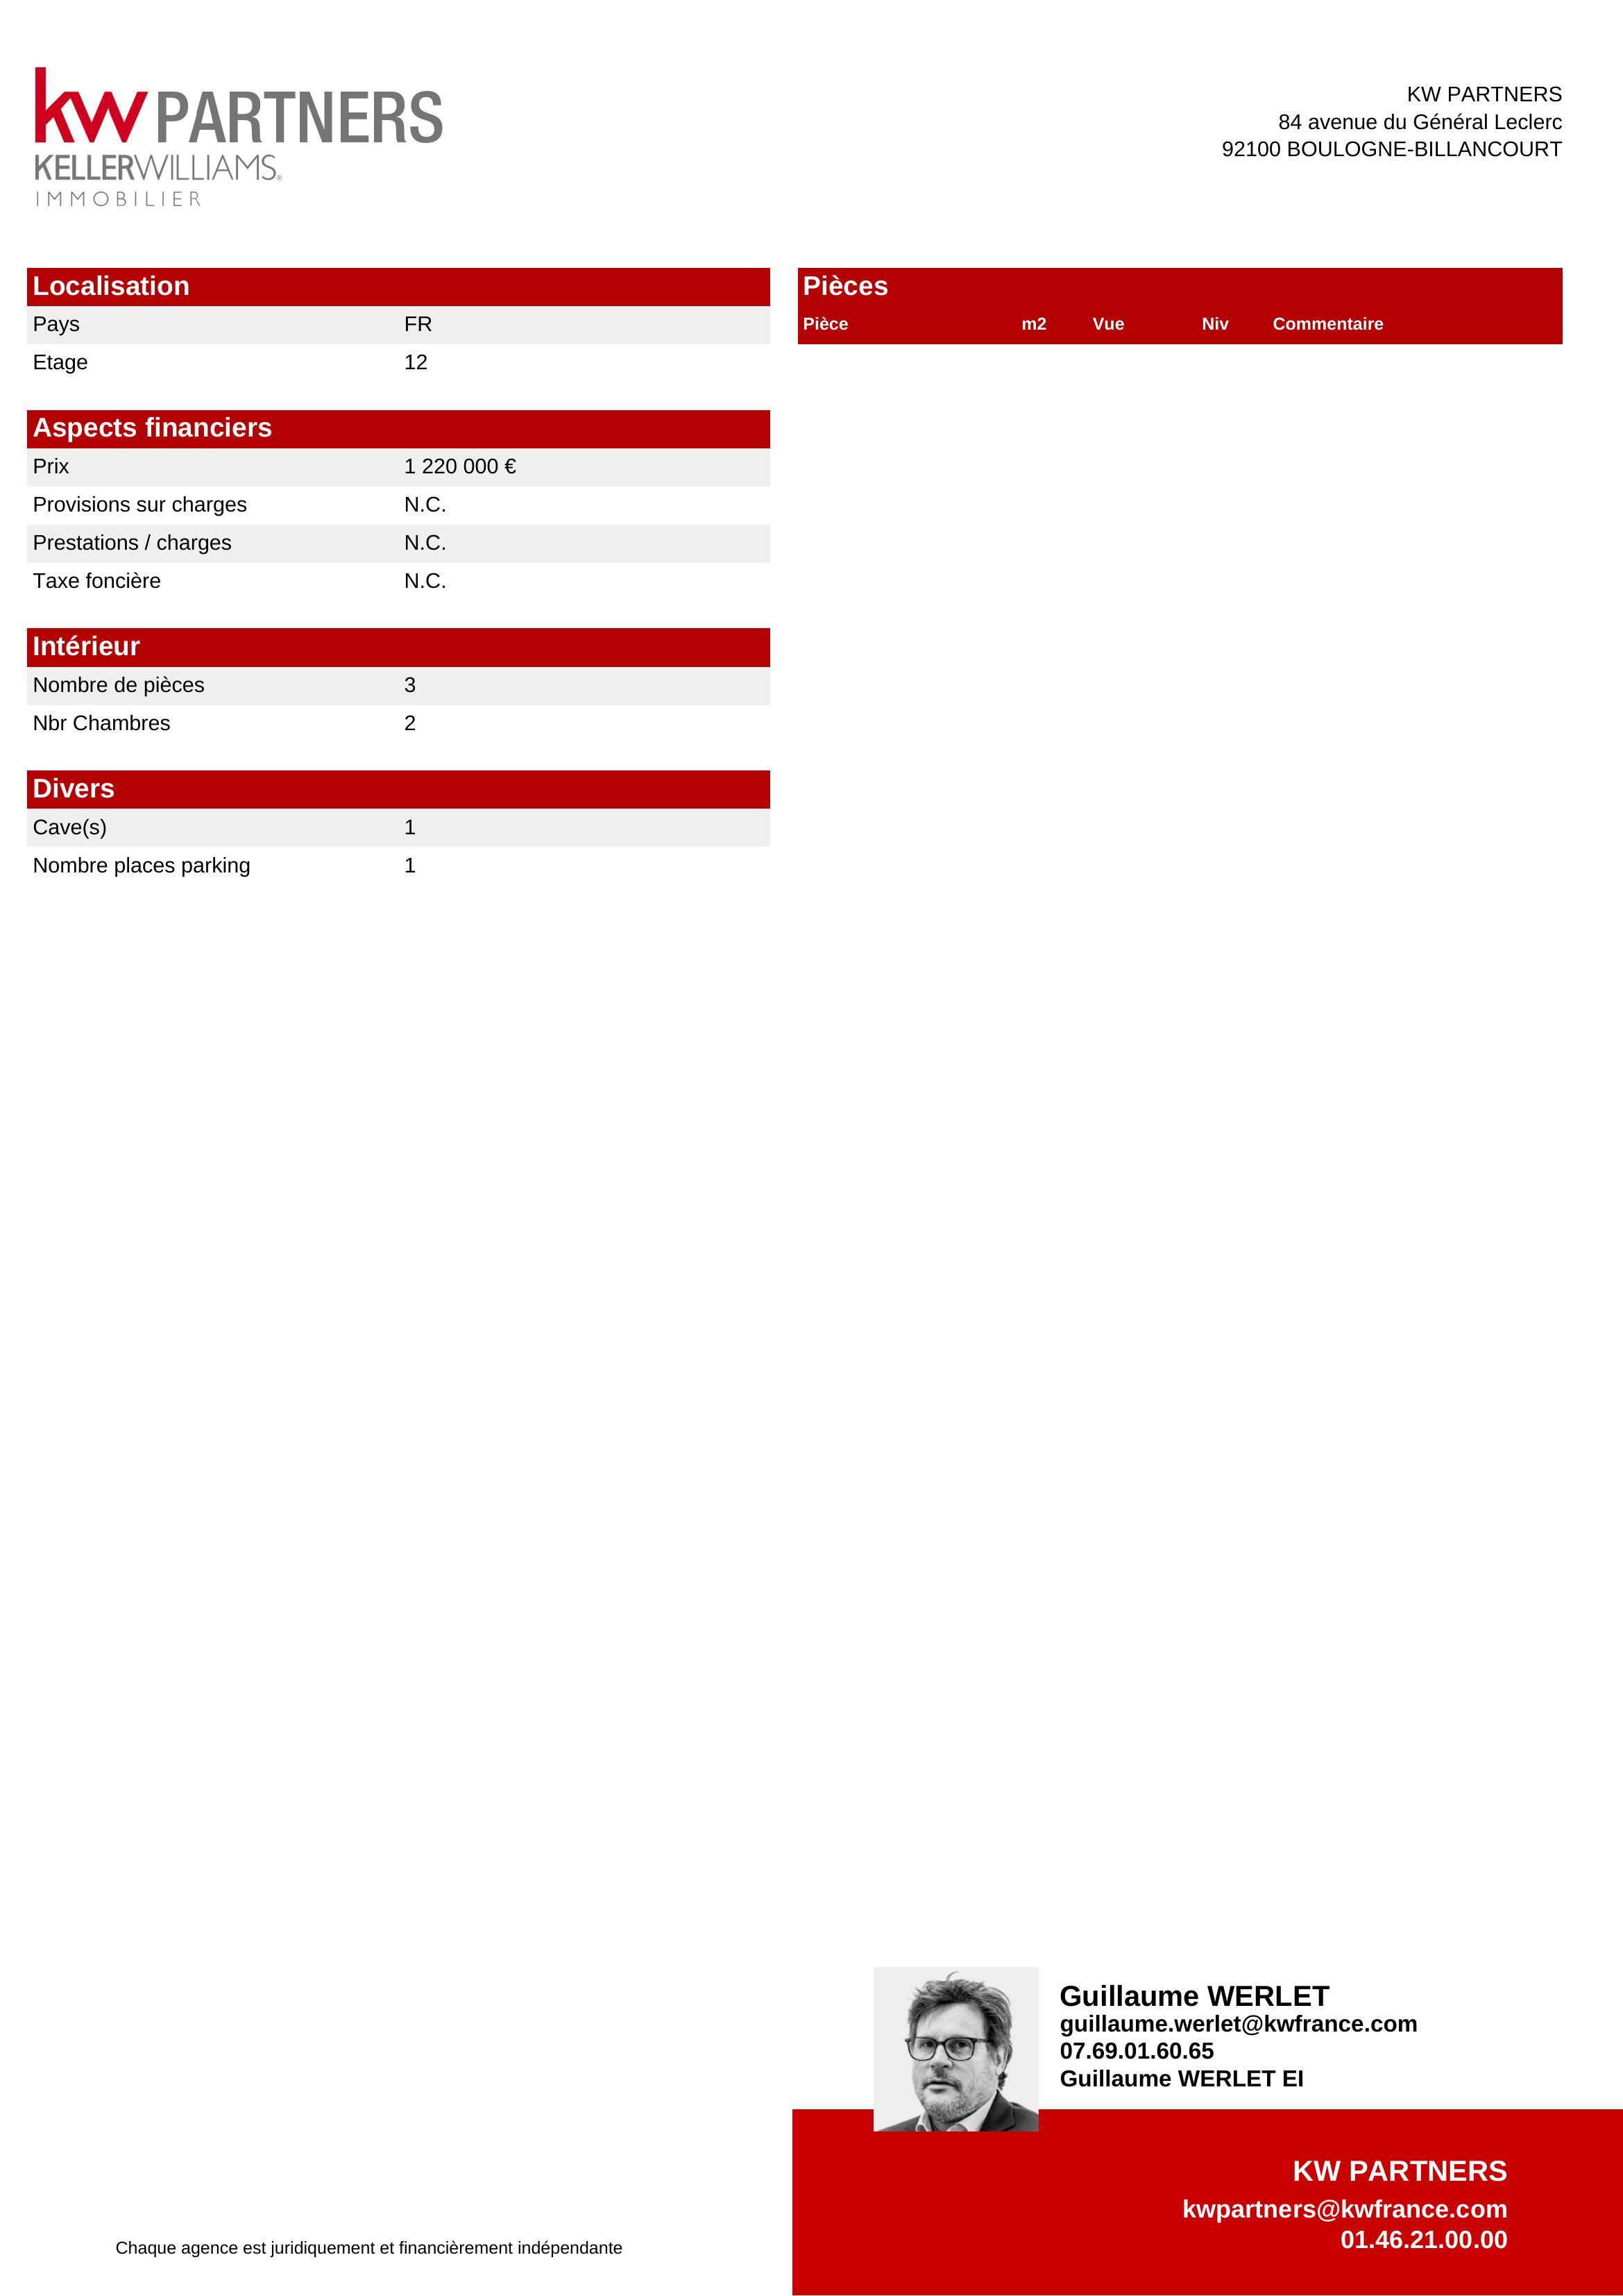 kw PARTNERS
KELLERWILLIAMS®
IMMOBILIER
KW PARTNERS
84 avenue du Général Leclerc
92100 BOULOGNE-BILLANCOURT
Localisation
Pays FR
Etage 12
Aspects financiers
Prix 1 220 000 €
Provisions sur charges N.C.
Prestations / charges N.C.
Taxe foncière N.C.
Intérieur
Nombre de pièces 3
Nbr Chambres 2
Divers
Cave(s) 1
Nombre places parking 1
Pièces
Pièce m2 Vue Niv Commentaire
Guillaume WERLET
guillaume.werlet@kwfrance.com
07.69.01.60.65
Guillaume WERLET EI
KW PARTNERS
kwpartners@kwfrance.com
01.46.21.00.00
Chaque agence est juridiquement et financièrement indépendante